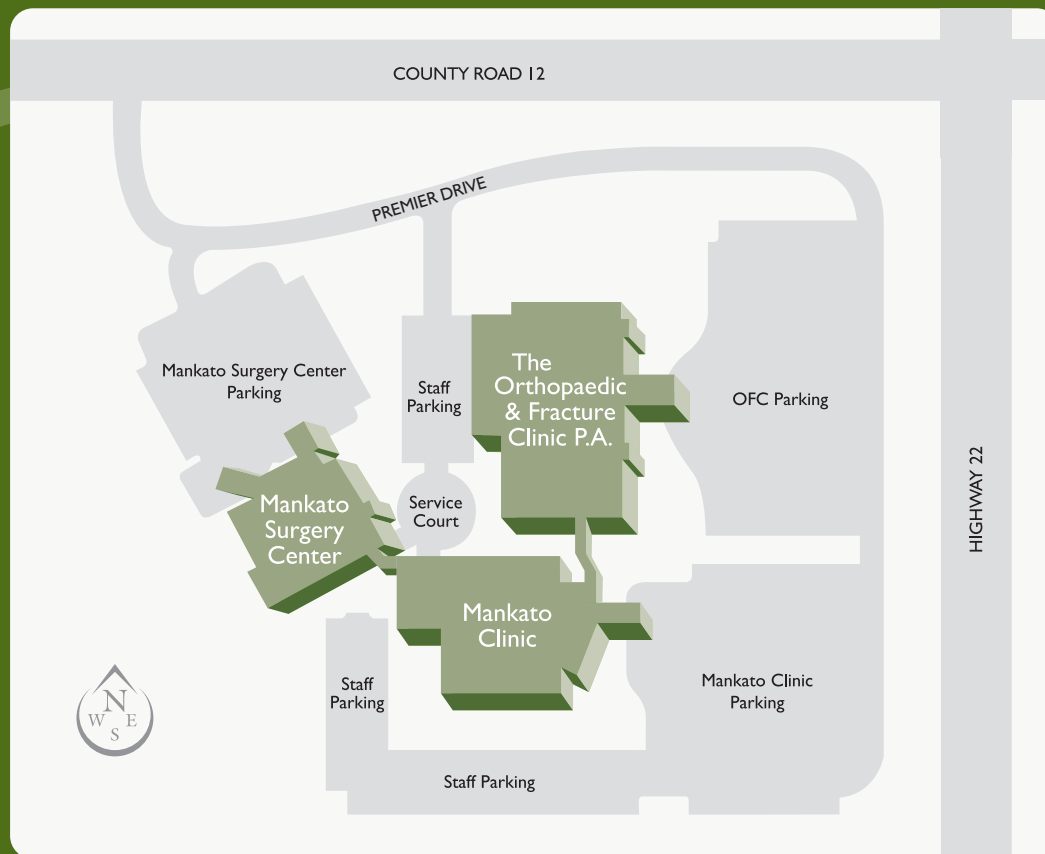 COUNTY ROAD 12
PREMIER DRIVE
Mankato Surgery Center
Parking
Staff
Parking
The
Orthopaedic
& Fracture
Clinic P.A.
OFC Parking
HIGHWAY 22
Mankato
Surgery
Center
Service
Court
Mankato
Clinic
Staff
Parking
Mankato Clinic
Parking
Staff Parking
N
W E
S